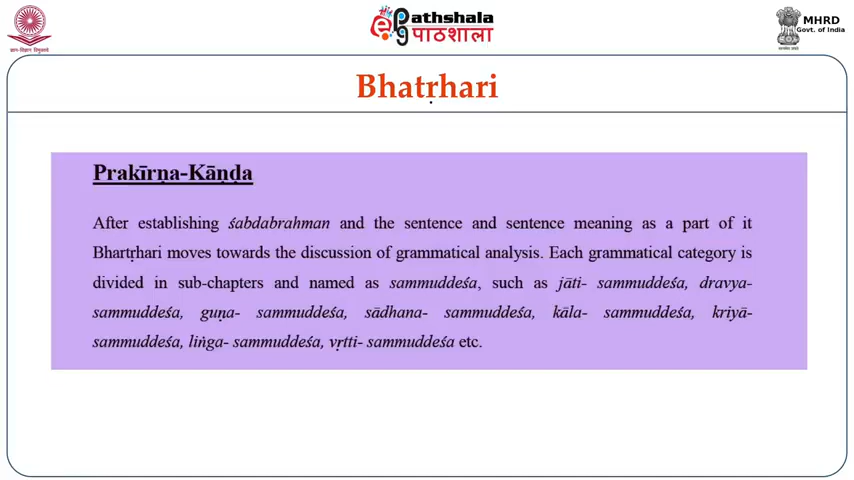 Pathshala
पाठशाला
MHRD
Govt. of India
Bhatṛhari
Prakīrṇa-Kāṇḍa
After establishing śabdabrahman and the sentence and sentence meaning as a part of it
Bhartṛhari moves towards the discussion of grammatical analysis. Each grammatical category is
divided in sub-chapters and named as sammuddeśa, such as jāti- sammuddeśa, dravya-
sammuddeśa, guṇa- sammuddeśa, sādhana- sammuddeśa, kāla- sammuddeśa, kriyā-
sammuddeśa, liṅga- sammuddeśa, vṛtti- sammuddeśa etc.